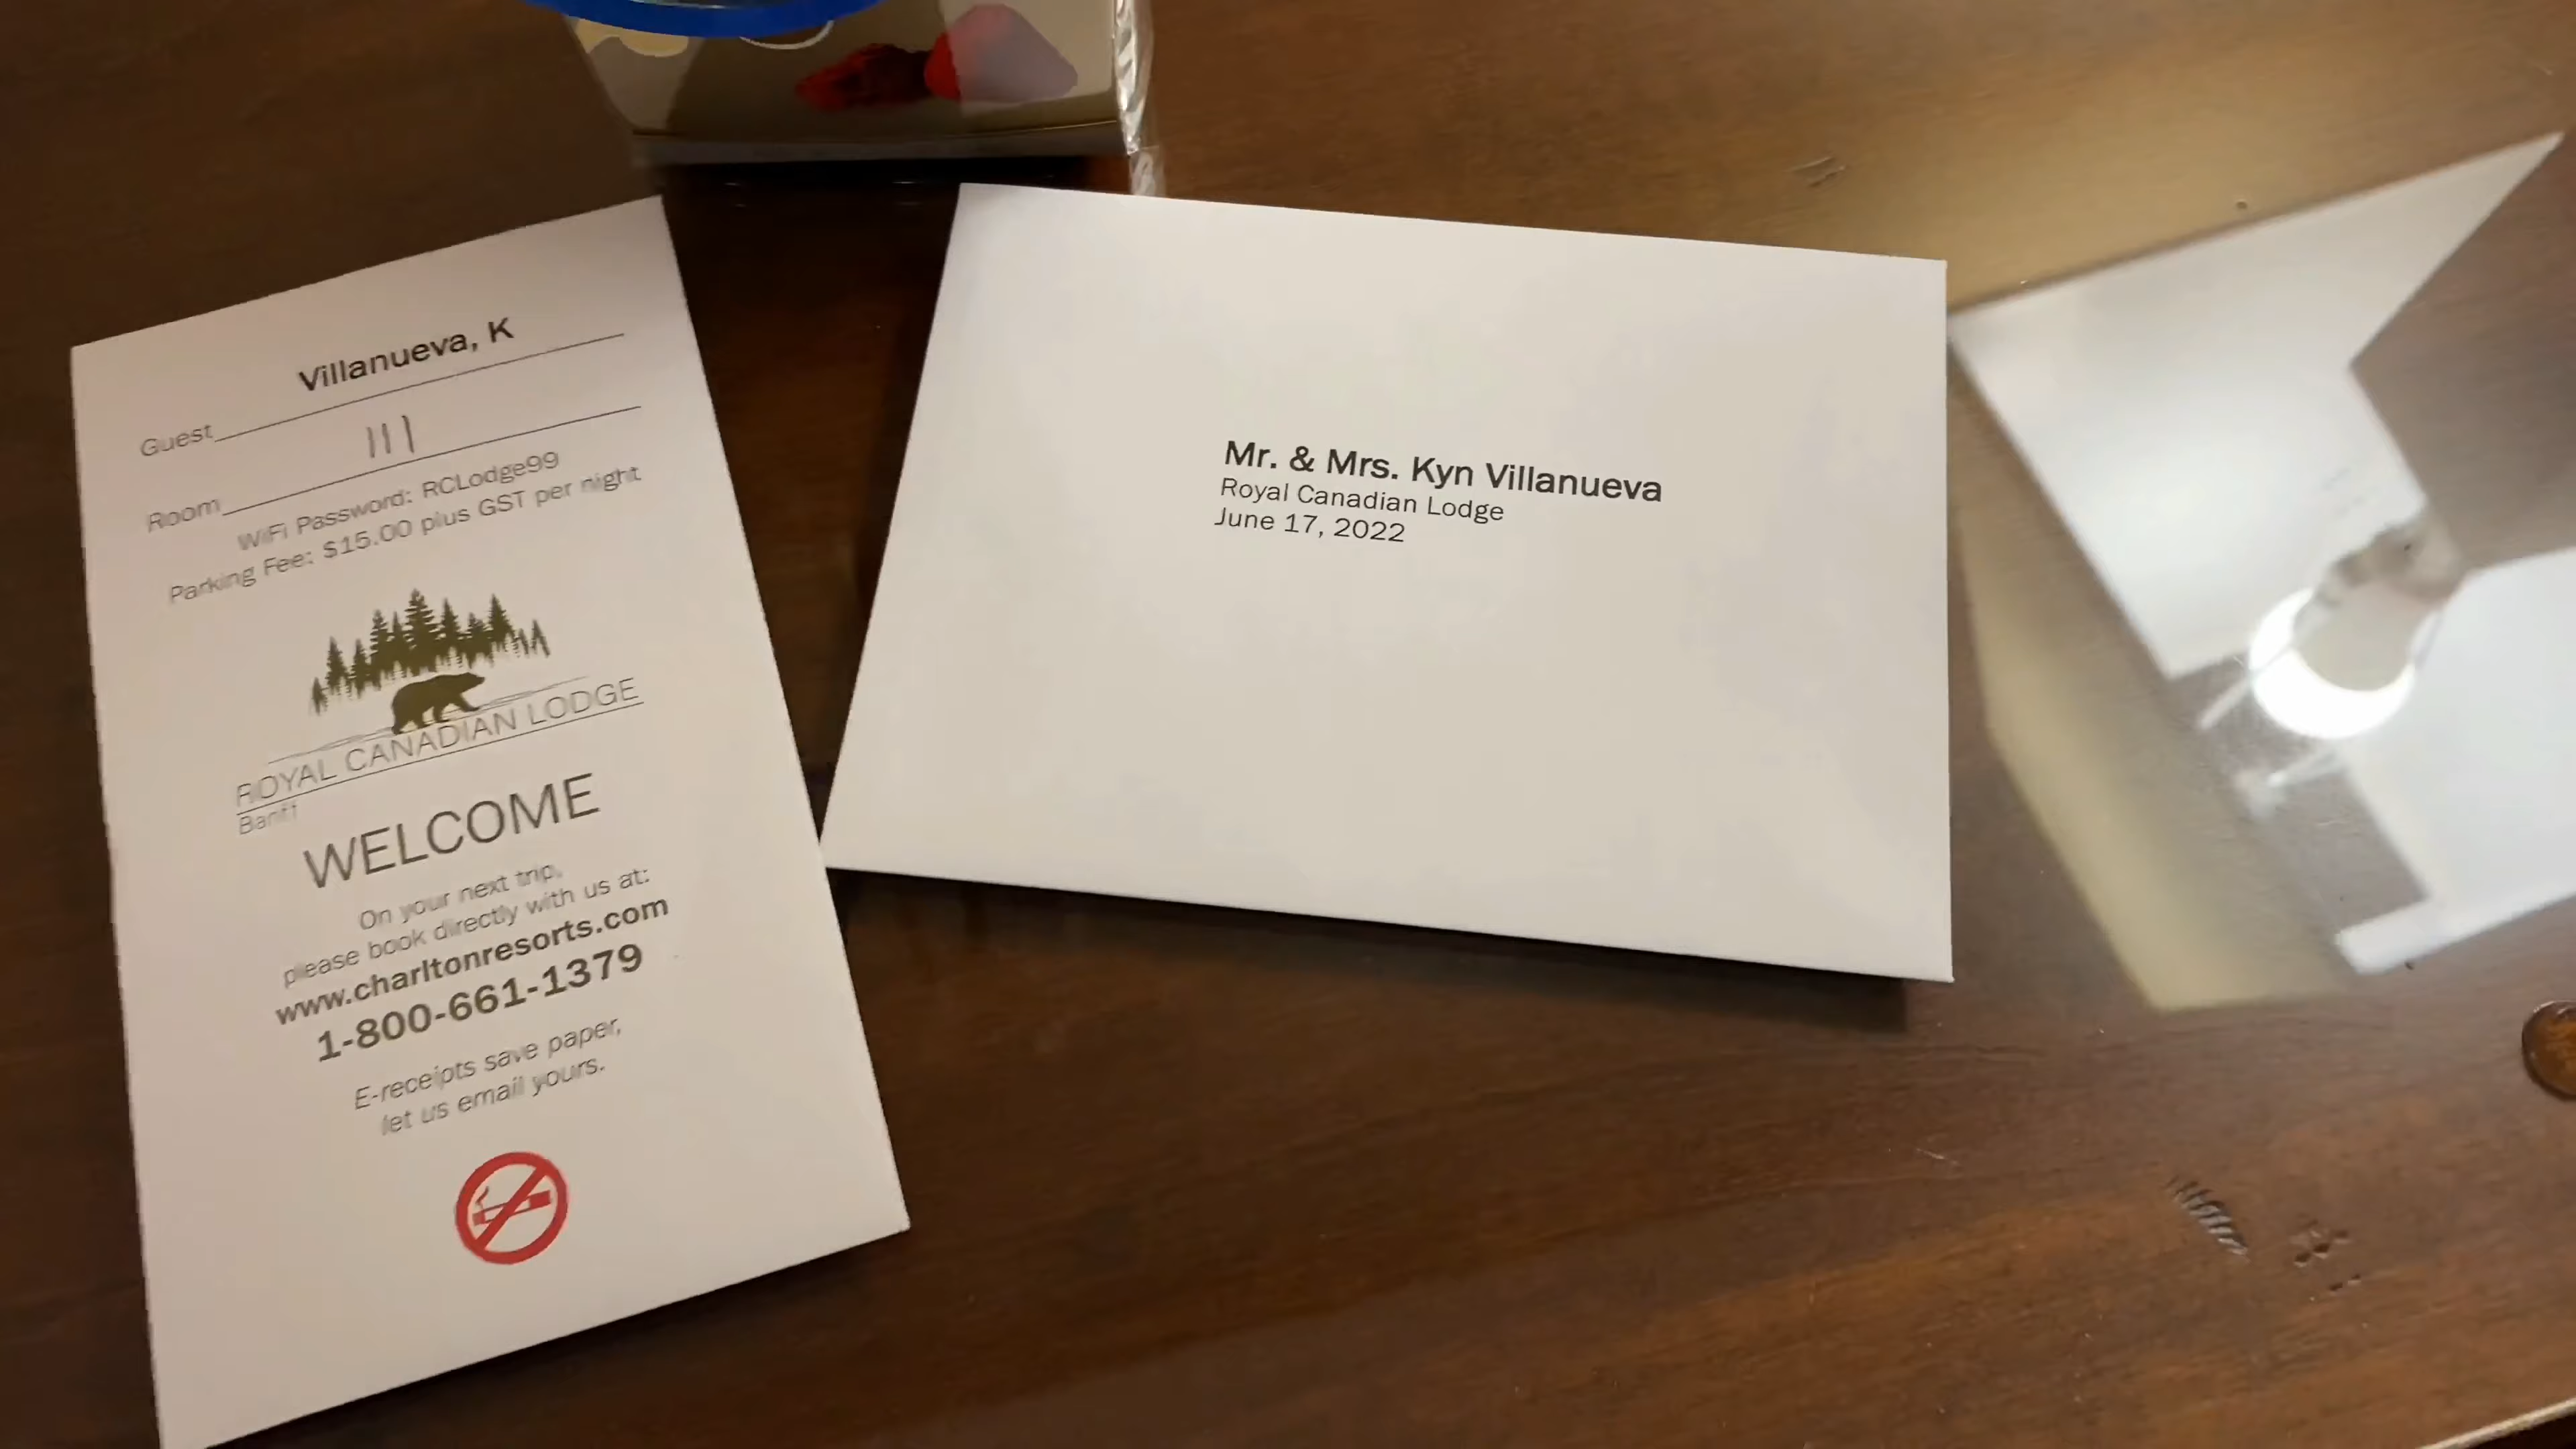 Villanueva, K
Guest
111
Room
WiFi Password: RCLodge99
Parking Fee: $15.00 plus GST per night
ROYAL CANADIAN LODGE
Banff
WELCOME
On your next trip,
please book directly with us at:
www.charltonresorts.com
1-800-661-1379
E-receipts save paper,
let us email yours.
Mr. & Mrs. Kyn Villanueva
Royal Canadian Lodge
June 17, 2022